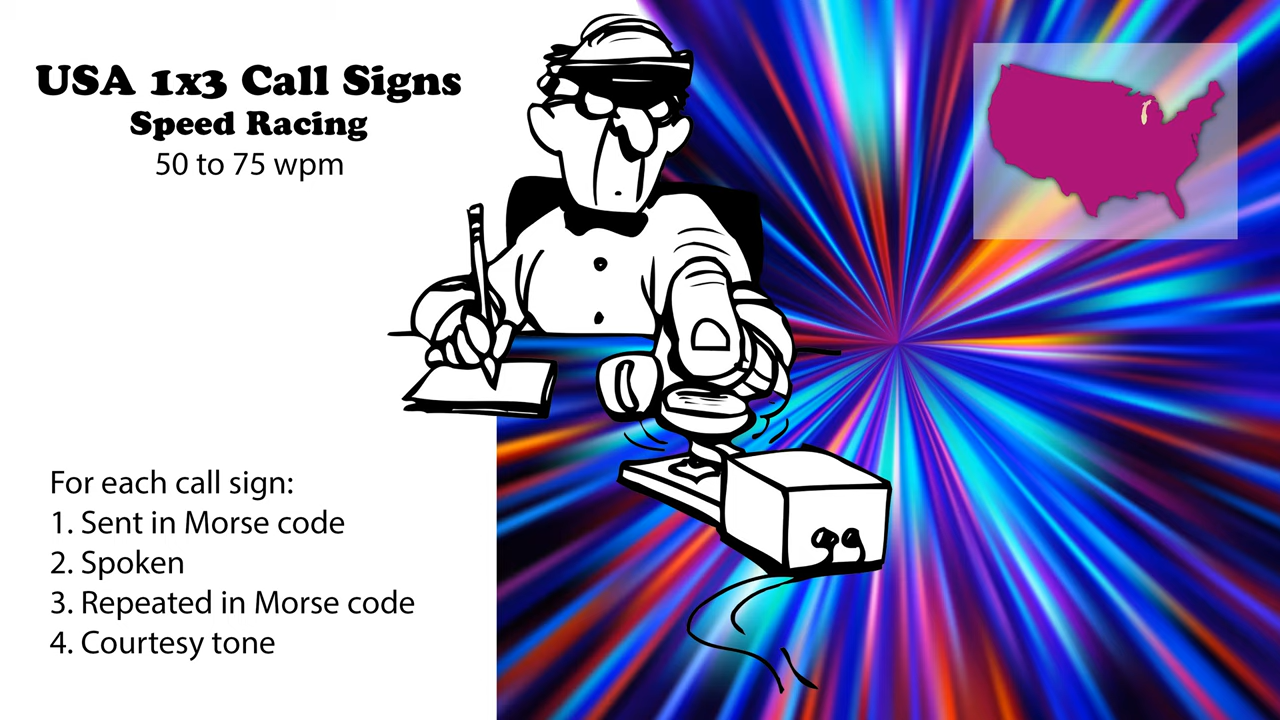 USA 1x3 Call Signs
Speed Racing
50 to 75 wpm
For each call sign:
1. Sent in Morse code
2. Spoken
3. Repeated in Morse code
4. Courtesy tone